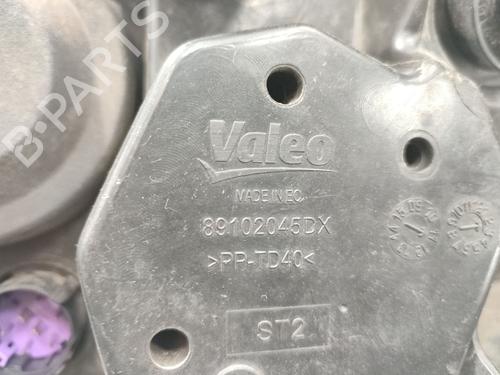 Valeo
MADE IN EC
89102045DX
>PP-TD40<
ST2
B-PARTS